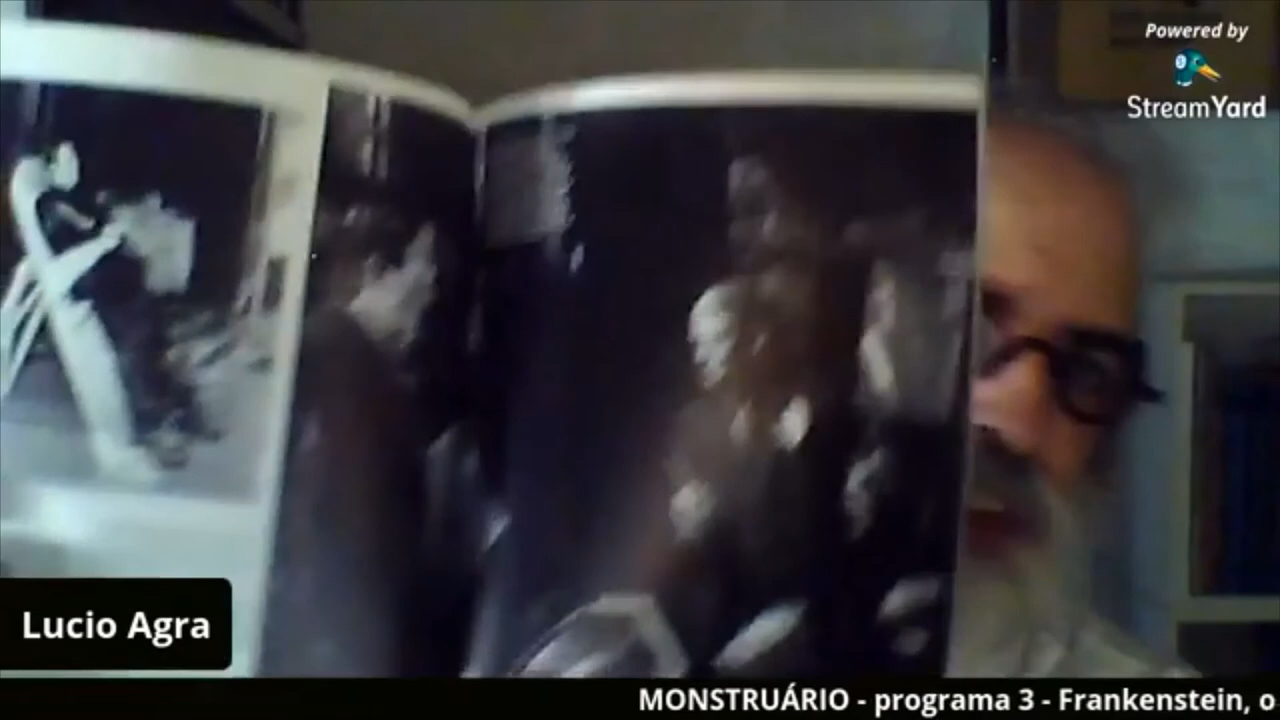 Powered by
StreamYard
Lucio Agra
MONSTRUÁRIO - programa 3 - Frankenstein, o